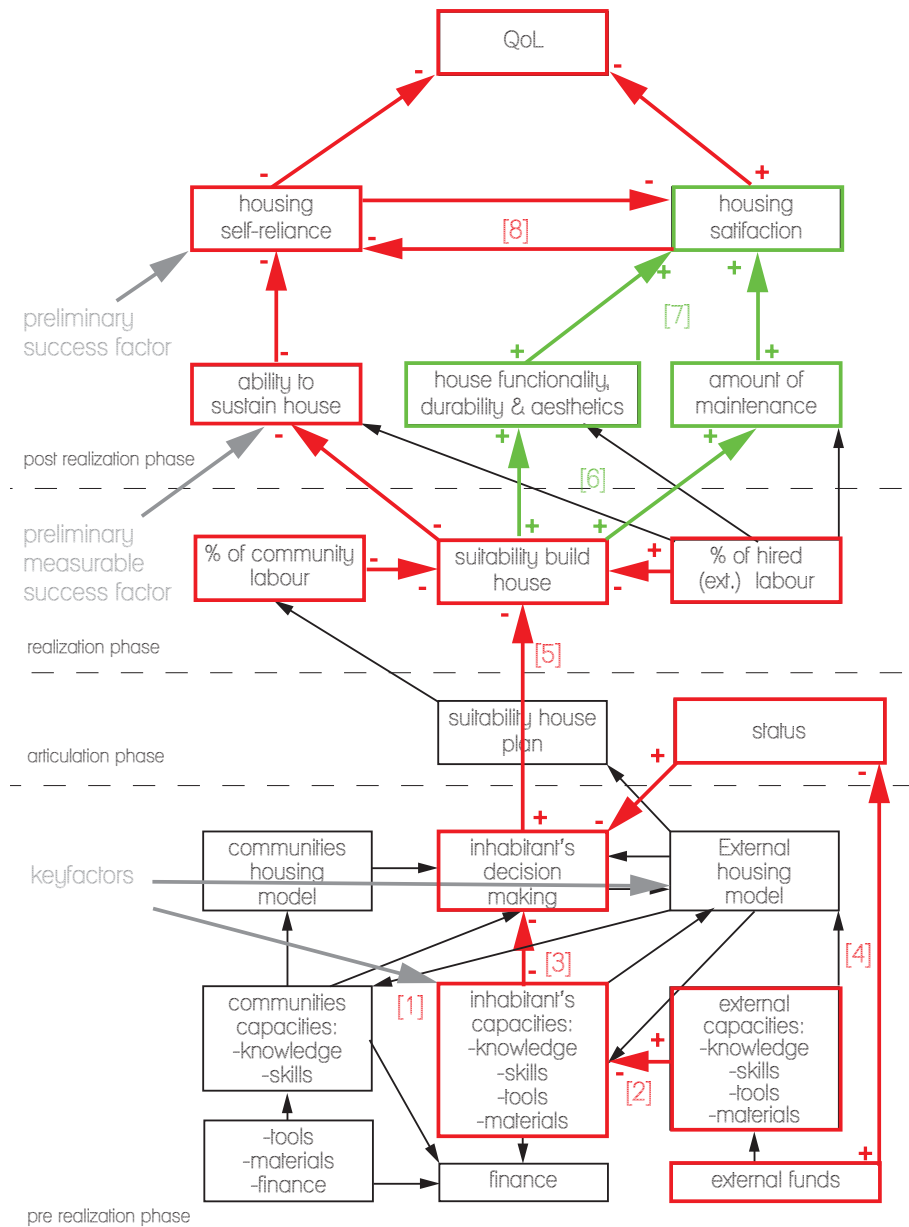 QoL
-
-
-
+
housing
self-reliance
-
housing
satifaction
[8]
-
-
+
+
preliminary
success factor
[7]
-
+
+
ability to
sustain house
house functionality,
durability & aesthetics
amount of
maintenance
-
+
+
post realization phase
[6]
preliminary
measurable
success factor
-
+
+
% of community
labour
-
-
suitability build
house
+
-
% of hired
(ext.) labour
-
realization phase
[5]
suitability house
plan
status
articulation phase
+
-
+
-
communities
housing
model
inhabitant's
decision
making
External
housing
model
keyfactors
-
[3]
-
[4]
[1]
communities
capacities:
-knowledge
-skills
inhabitant's
capacities:
-knowledge
-skills
-tools
-materials
external
capacities:
-knowledge
-skills
-tools
-materials
+
-
[2]
-tools
-materials
-finance
finance
+
external funds
pre realization phase